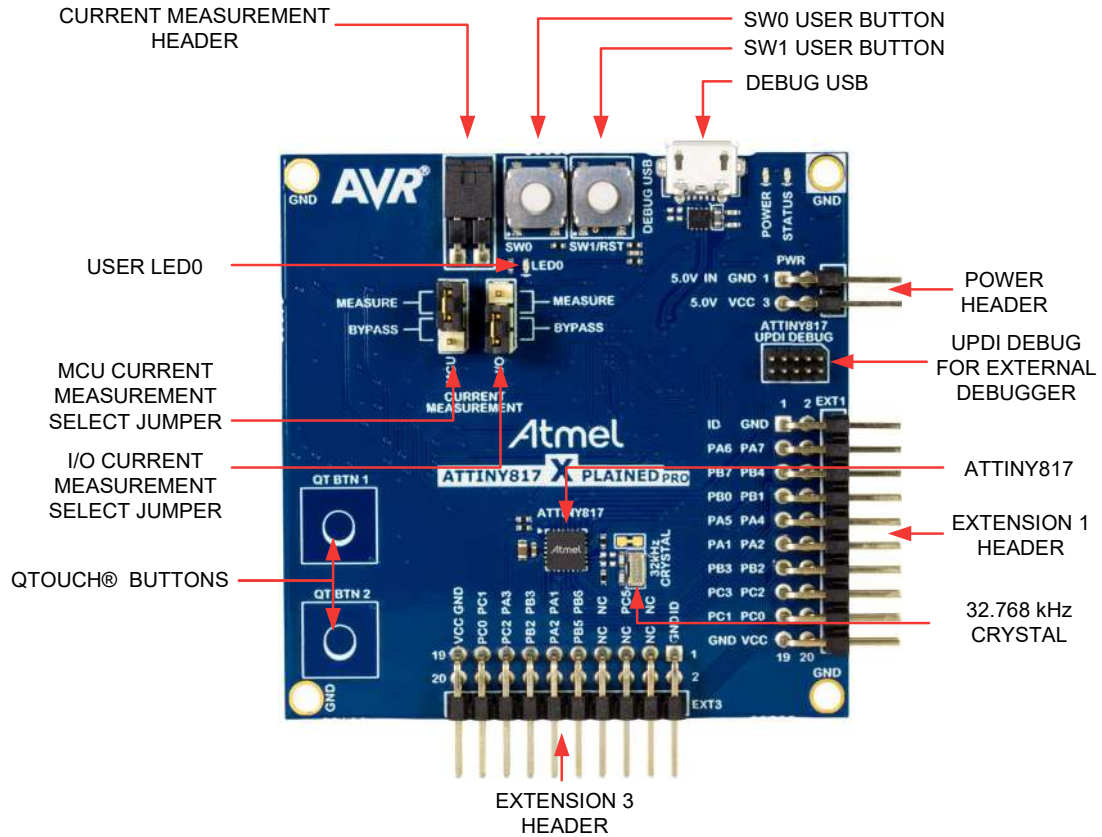 CURRENT MEASUREMENT
HEADER
SW0 USER BUTTON
SW1 USER BUTTON
DEBUG USB
AVR®
GND
SW0
SW1/RST
DEBUG USB
POWER
STATUS
GND
USER LED0
LED0
PWR
5.0V IN GND 1
5.0V VCC 3
POWER
HEADER
MEASURE
BYPASS
MEASURE
BYPASS
MCU
I/O
CURRENT
MEASUREMENT
ATTINY817
UPDI DEBUG
UPDI DEBUG
FOR EXTERNAL
DEBUGGER
MCU CURRENT
MEASUREMENT
SELECT JUMPER
I/O CURRENT
MEASUREMENT
SELECT JUMPER
Atmel
ATTINY817 X PLAINED PRO
1 2 EXT1
ID GND
PA6 PA7
PB7 PB4
PB0 PB1
PA5 PA4
PA1 PA2
PB3 PB2
PC3 PC2
PC1 PC0
GND VCC
19 20
ATTINY817
EXTENSION 1
HEADER
QT BTN 1
QTOUCH® BUTTONS
QT BTN 2
ATTINY817
Atmel
32kHz
CRYSTAL
32.768 kHz
CRYSTAL
VCC GND
PC0 PC1
PC2 PA3
PB2 PB3
PA2 PA1
PB5 PB6
NC NC
NC PC5
NC NC
GND ID
19
1
20
2
EXT3
GND
GND
EXTENSION 3
HEADER